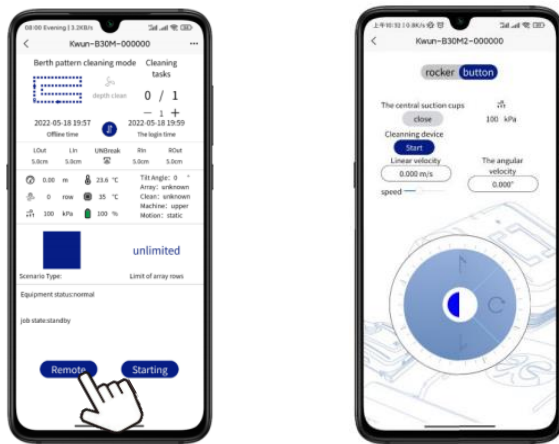 08:00 Evening | 3.2KB/s
Kwun-B30M-000000
Berth pattern cleaning mode
Cleaning tasks
depth clean
0 / 1
— 1 +
2022-05-18 19:57
2022-05-18 19:59
Offline time
The login time
LOut
Lin
UNBreak
Rin
ROut
5.0cm
5.0cm
5.0cm
5.0cm
0.00 m
23.6 ℃
Tilt Angle: 0 °
Array: unknown
0 row
35 ℃
Clean: unknown
Machine: upper
100 kPa
100 %
Motion: static
unlimited
Scenario Type:
Limit of array rows
Equipment status:normal
job state:standby
Remote
Starting
Kwun-B30M2-000000
rocker
button
The central suction cups
close
100 kPa
Cleanning device
Start
Linear velocity
The angular velocity
0.000 m/s
0.000°
speed